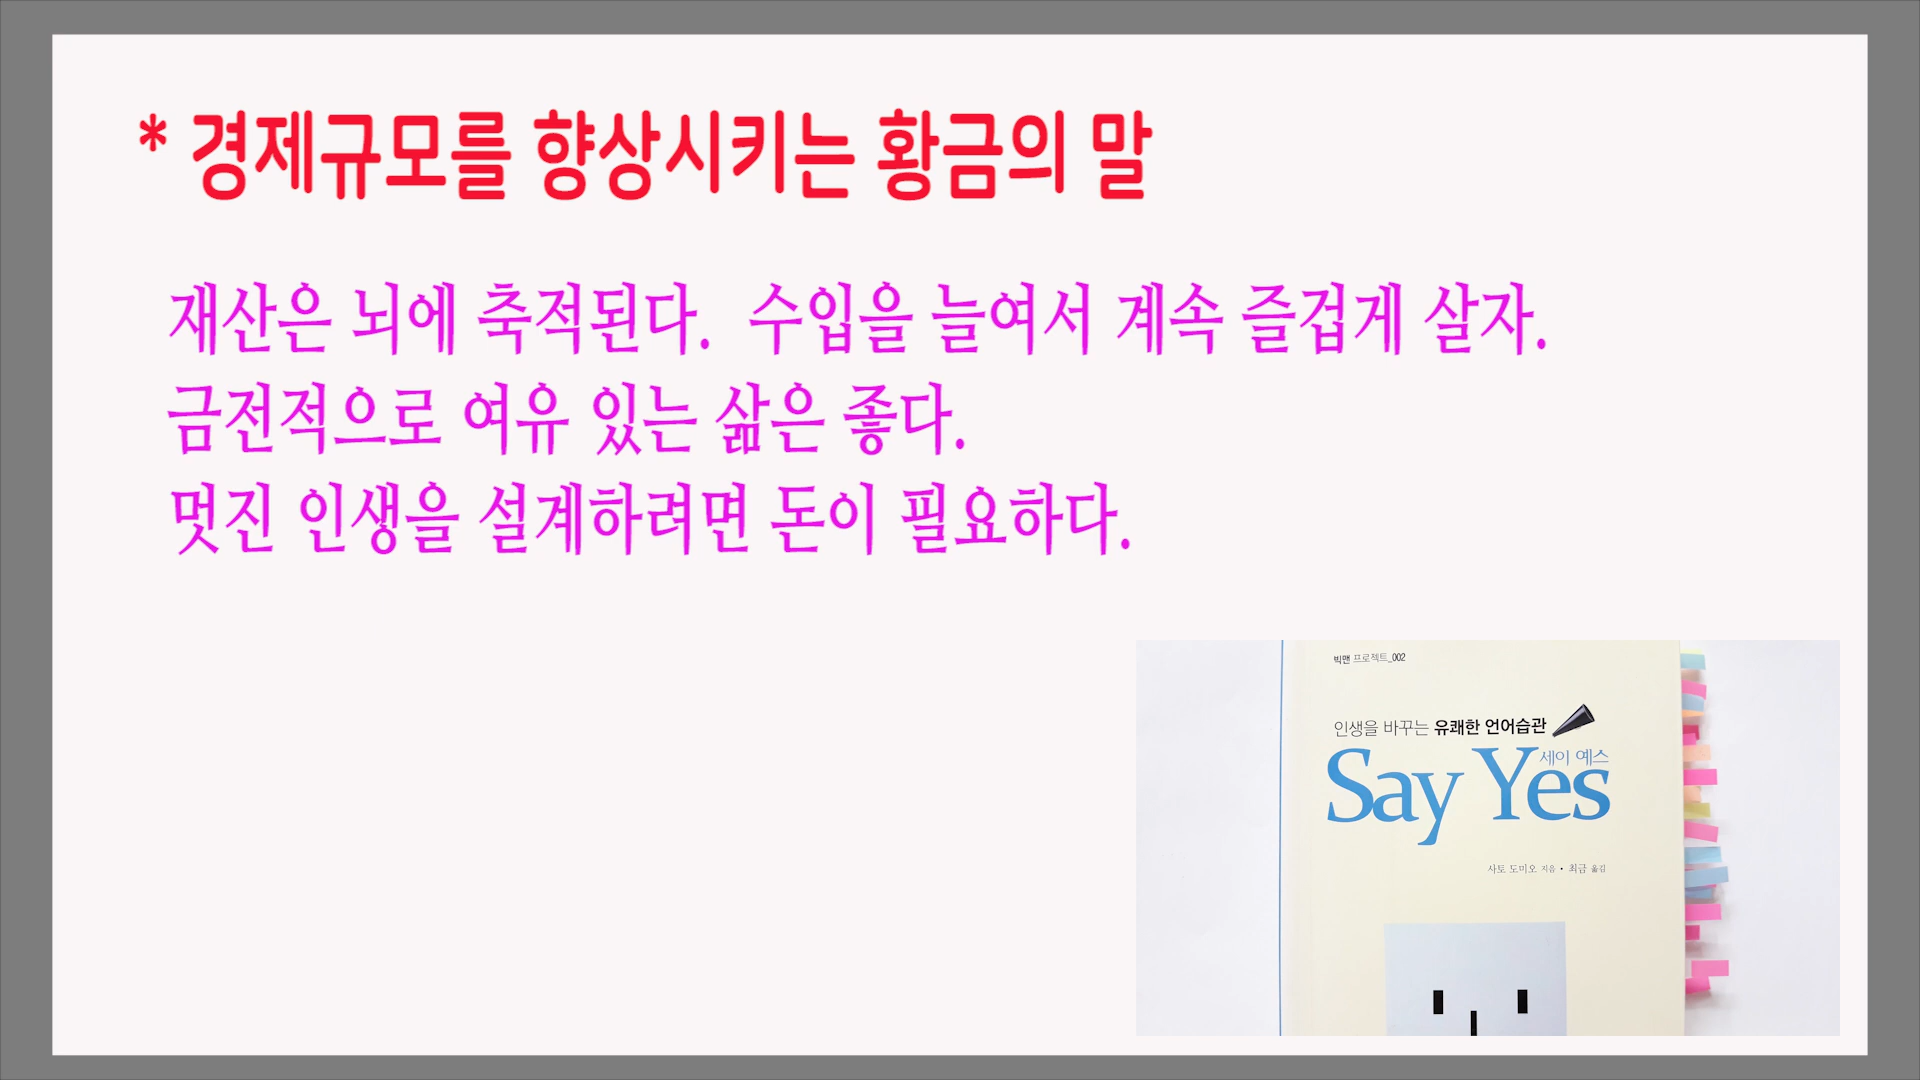 * 경제규모를 향상시키는 황금의 말
재산은 뇌에 축적된다. 수입을 늘여서 계속 즐겁게 살자.
금전적으로 여유 있는 삶은 좋다.
멋진 인생을 설계하려면 돈이 필요하다.
빅맨 프로젝트_002
인생을 바꾸는 유쾌한 언어습관
세이 예스
Say Yes
사토 도미오 지음 • 최금 옮김